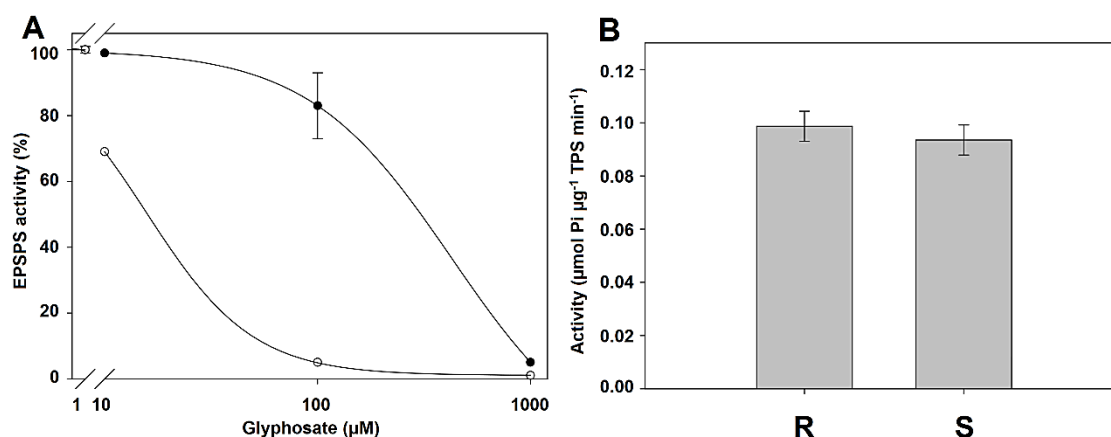 A
EPSPS activity (%)
100
80
60
40
20
0
1 10 100 1000
Glyphosate (µM)
B
Activity (µmol Pi µg⁻¹ TPS min⁻¹)
0.12
0.10
0.08
0.06
0.04
0.02
0.00
R S